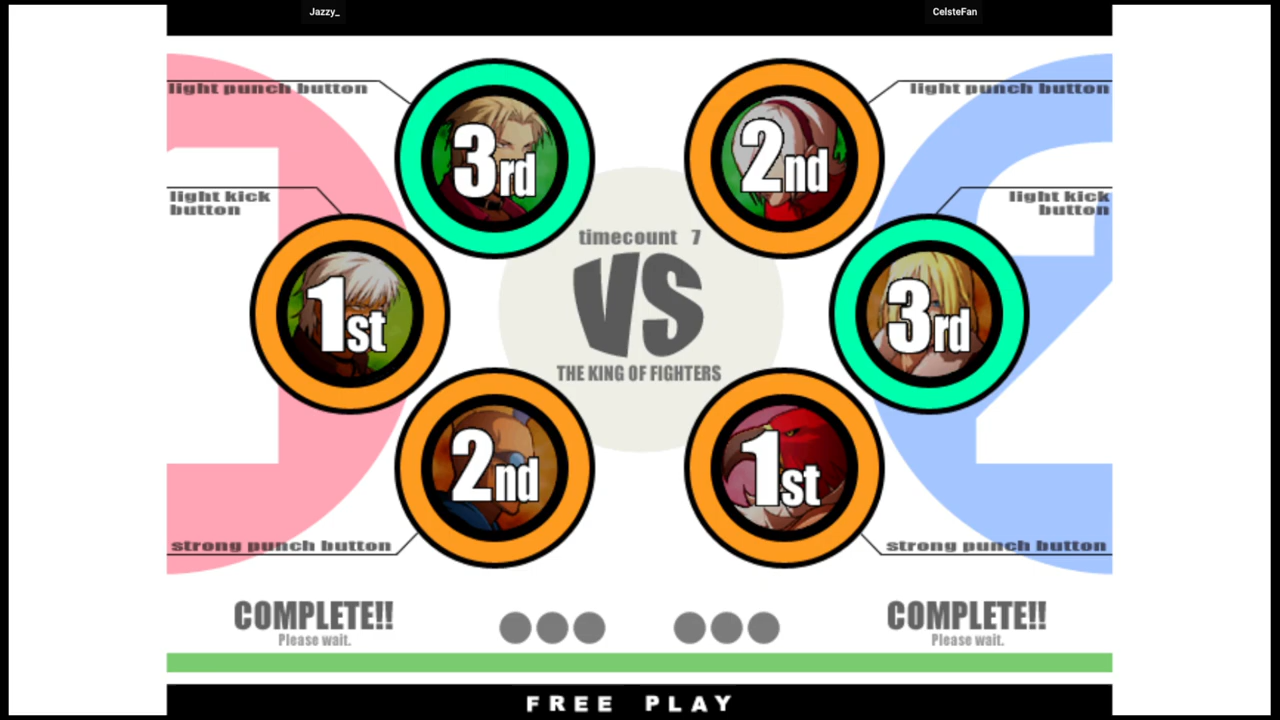 Jazzy_
CelsteFan
light punch button
light punch button
3rd
2nd
light kick
button
light kick
button
timecount 7
VS
THE KING OF FIGHTERS
1st
3rd
2nd
1st
strong punch button
strong punch button
COMPLETE!!
Please wait.
COMPLETE!!
Please wait.
FREE PLAY